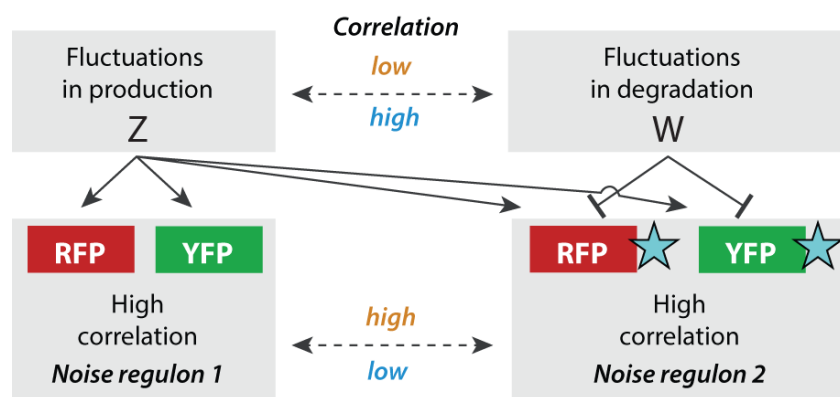 Correlation
Fluctuations
in production
Z
low
high
Fluctuations
in degradation
W
RFP YFP
High
correlation
Noise regulon 1
high
low
RFP YFP
High
correlation
Noise regulon 2